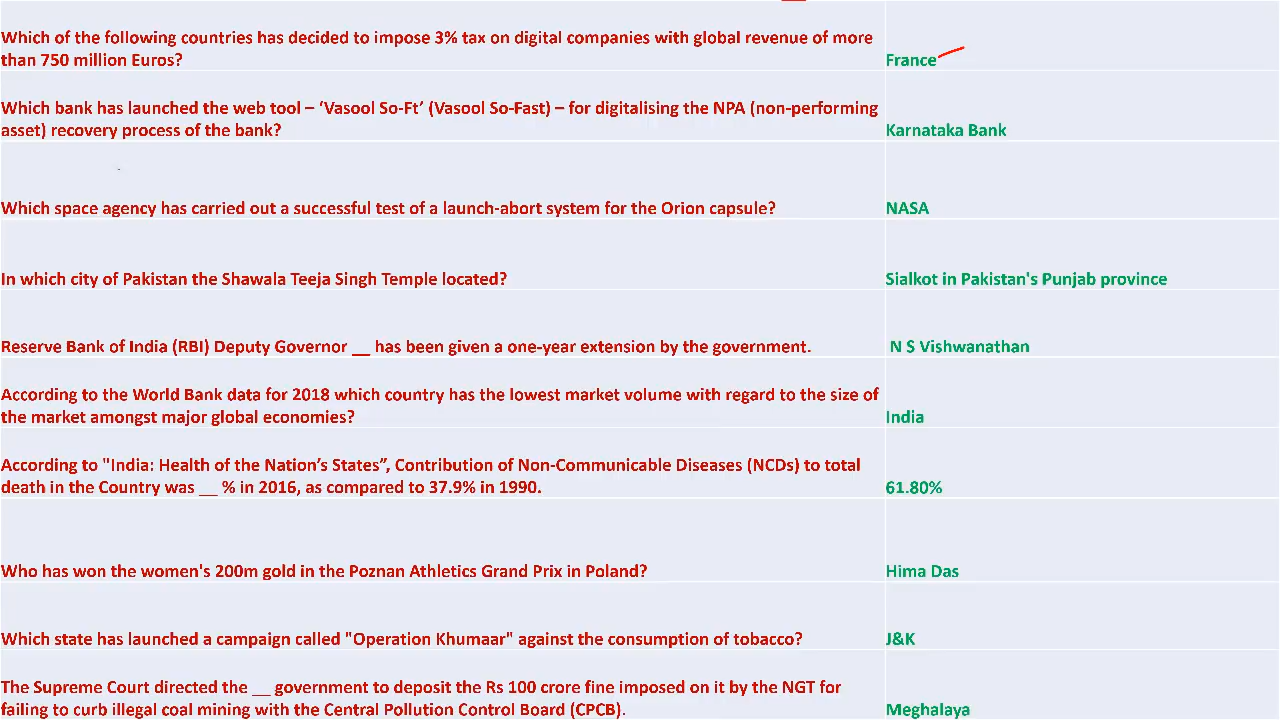 Which of the following countries has decided to impose 3% tax on digital companies with global revenue of more
than 750 million Euros?
France
Which bank has launched the web tool – ‘Vasool So-Ft’ (Vasool So-Fast) – for digitalising the NPA (non-performing
asset) recovery process of the bank?
Karnataka Bank
Which space agency has carried out a successful test of a launch-abort system for the Orion capsule?
NASA
In which city of Pakistan the Shawala Teeja Singh Temple located?
Sialkot in Pakistan's Punjab province
Reserve Bank of India (RBI) Deputy Governor __ has been given a one-year extension by the government.
N S Vishwanathan
According to the World Bank data for 2018 which country has the lowest market volume with regard to the size of
the market amongst major global economies?
India
According to "India: Health of the Nation’s States”, Contribution of Non-Communicable Diseases (NCDs) to total
death in the Country was __ % in 2016, as compared to 37.9% in 1990.
61.80%
Who has won the women's 200m gold in the Poznan Athletics Grand Prix in Poland?
Hima Das
Which state has launched a campaign called "Operation Khumaar" against the consumption of tobacco?
J&K
The Supreme Court directed the __ government to deposit the Rs 100 crore fine imposed on it by the NGT for
failing to curb illegal coal mining with the Central Pollution Control Board (CPCB).
Meghalaya